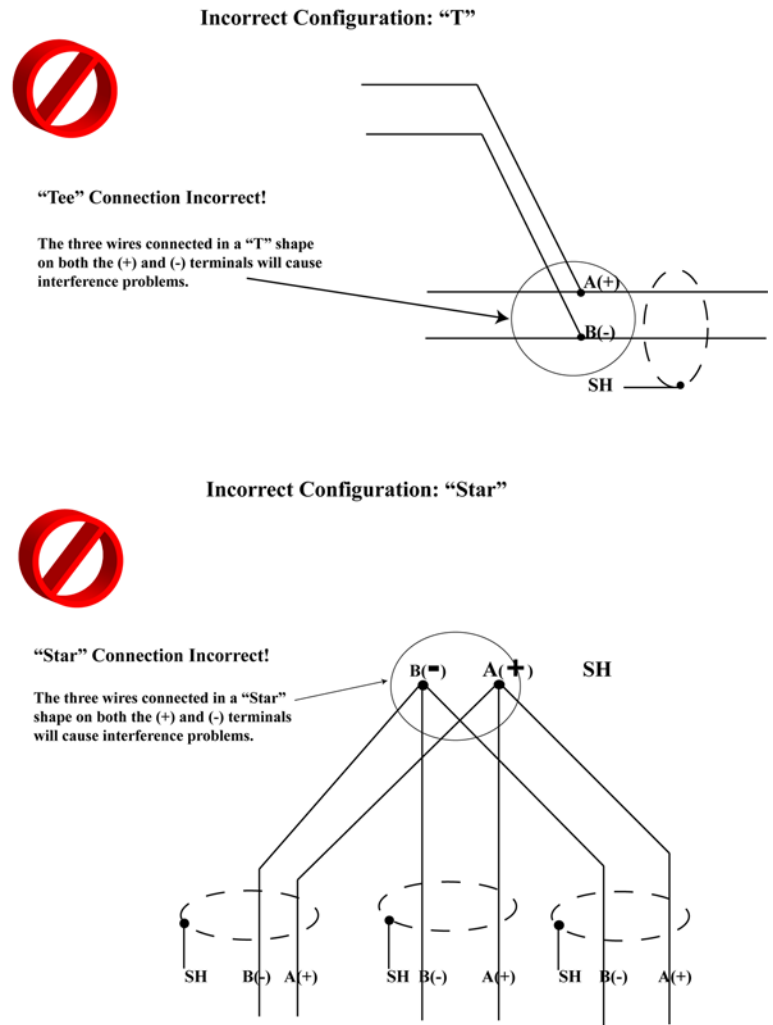 Incorrect Configuration: “T”
“Tee” Connection Incorrect!
The three wires connected in a “T” shape
on both the (+) and (-) terminals will cause
interference problems.
A(+)
B(-)
SH
Incorrect Configuration: “Star”
“Star” Connection Incorrect!
The three wires connected in a “Star”
shape on both the (+) and (-) terminals
will cause interference problems.
B(-) A(+) SH
SH B(-) A(+) SH B(-) A(+) SH B(-) A(+)